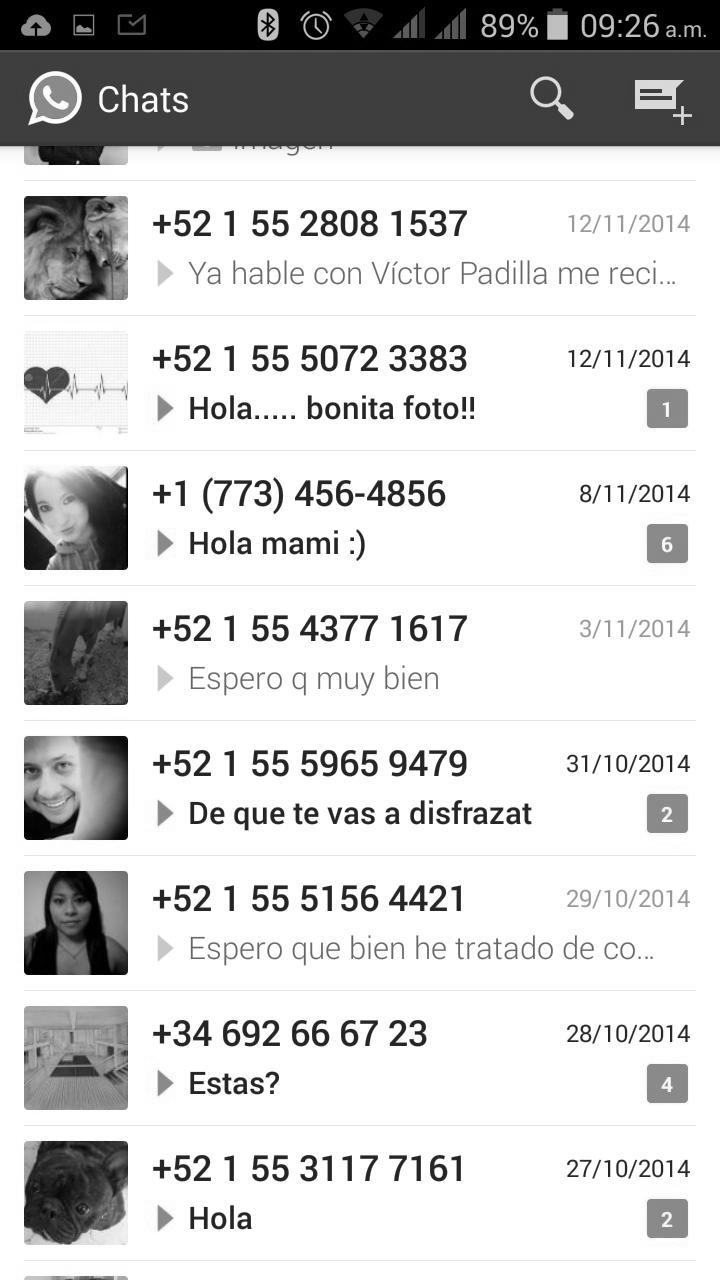 89% 09:26 a.m.
Chats
Imagen
+52 1 55 2808 1537 12/11/2014
Ya hable con Víctor Padilla me reci...
+52 1 55 5072 3383 12/11/2014
Hola..... bonita foto!! 1
+1 (773) 456-4856 8/11/2014
Hola mami :) 6
+52 1 55 4377 1617 3/11/2014
Espero q muy bien
+52 1 55 5965 9479 31/10/2014
De que te vas a disfrazat 2
+52 1 55 5156 4421 29/10/2014
Espero que bien he tratado de co...
+34 692 66 67 23 28/10/2014
Estas? 4
+52 1 55 3117 7161 27/10/2014
Hola 2